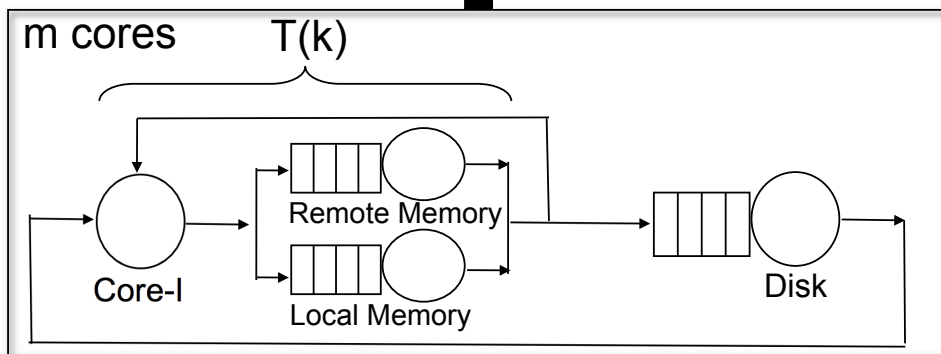 m cores
T(k)
Remote Memory
Core-I
Local Memory
Disk